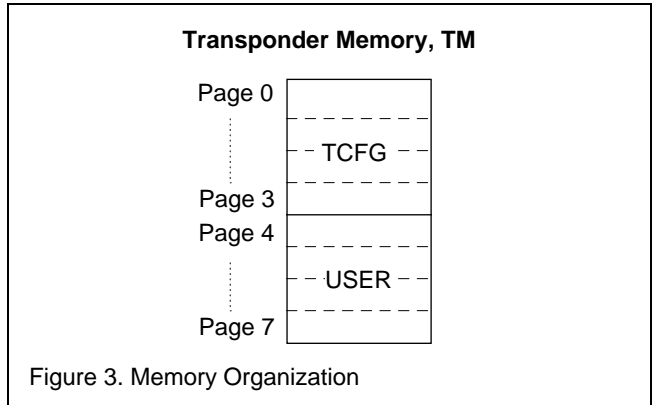 Transponder Memory, TM
Page 0
TCFG
Page 3
Page 4
USER
Page 7
Figure 3. Memory Organization